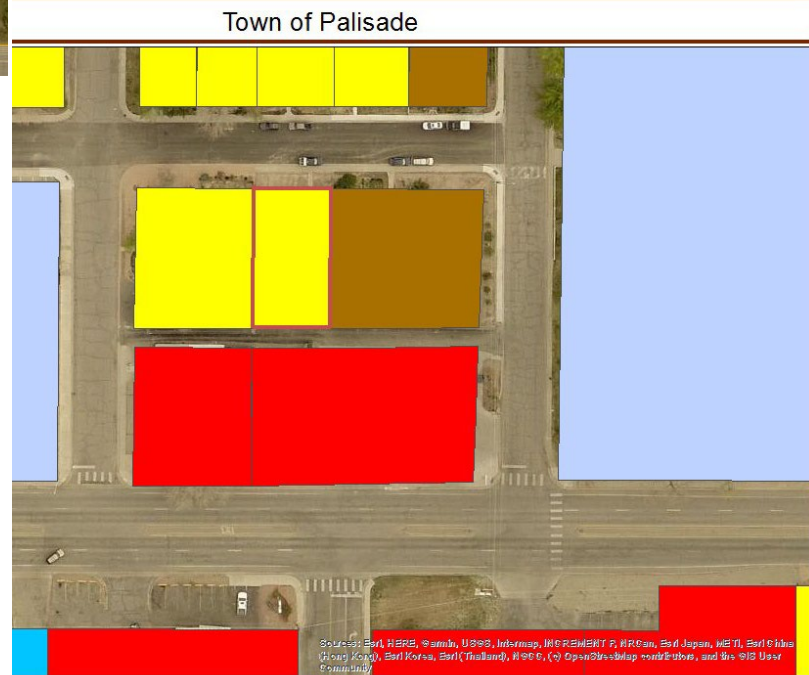 Town of Palisade
Sources: Esri, HERE, Garmin, USGS, Intermap, INCREMENT P, NRCan, Esri Japan, METI, Esri China
(Hong Kong), Esri Korea, Esri (Thailand), NGCC, (c) OpenStreetMap contributors, and the GIS User
Community